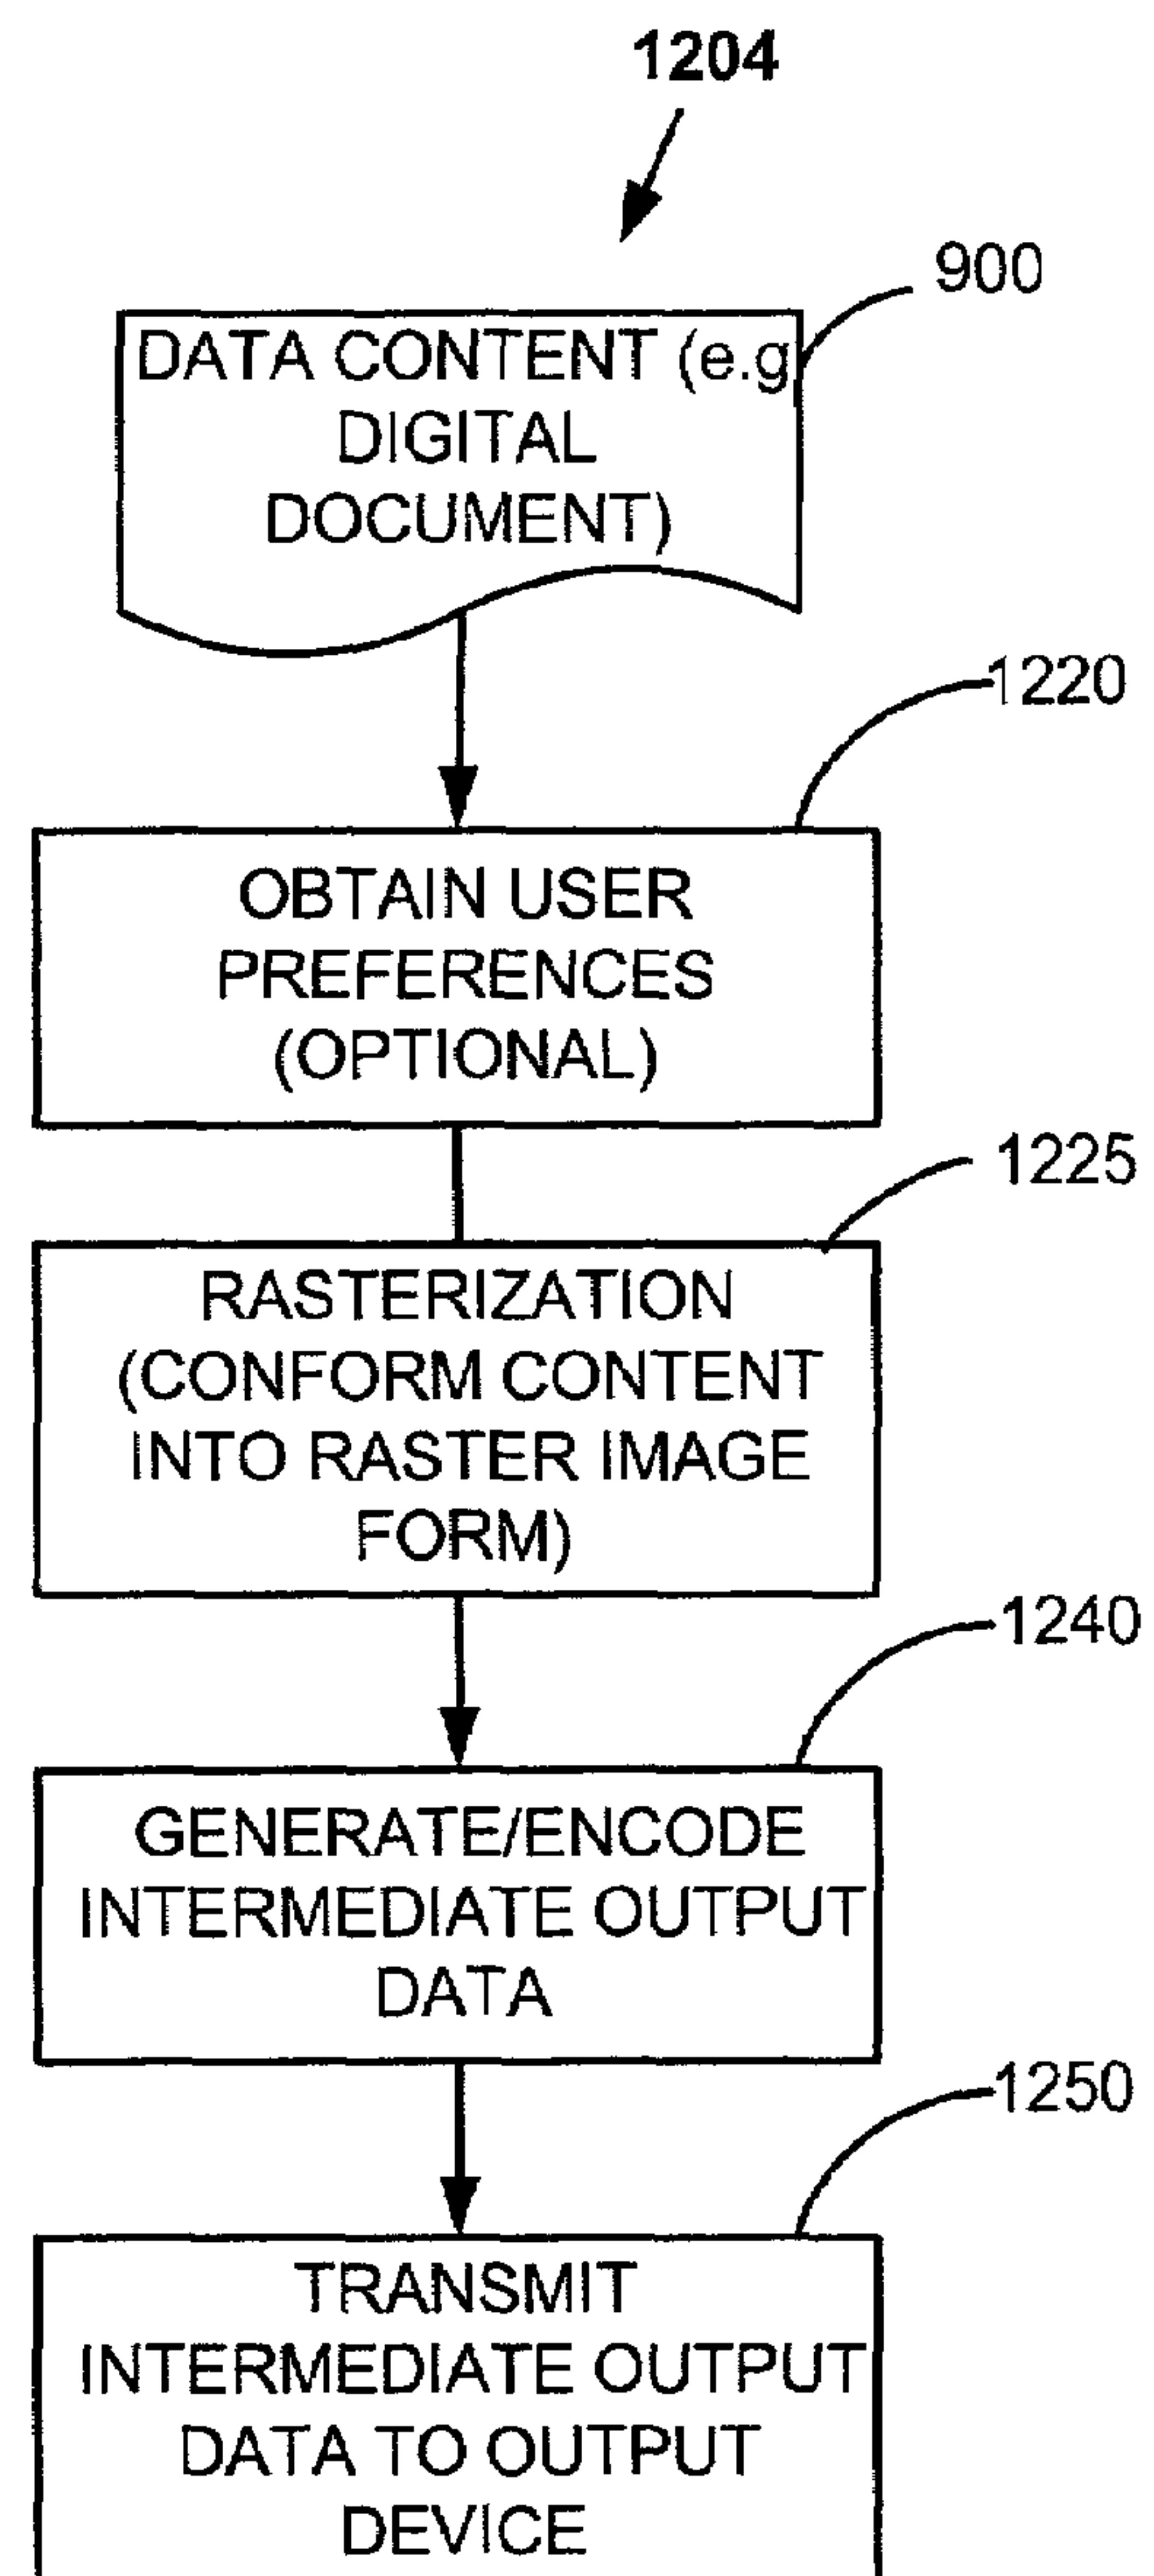 1204
900
DATA CONTENT (e.g
DIGITAL
DOCUMENT)
1220
OBTAIN USER
PREFERENCES
(OPTIONAL)
1225
RASTERIZATION
(CONFORM CONTENT
INTO RASTER IMAGE
FORM)
1240
GENERATE/ENCODE
INTERMEDIATE OUTPUT
DATA
1250
TRANSMIT
INTERMEDIATE OUTPUT
DATA TO OUTPUT
DEVICE